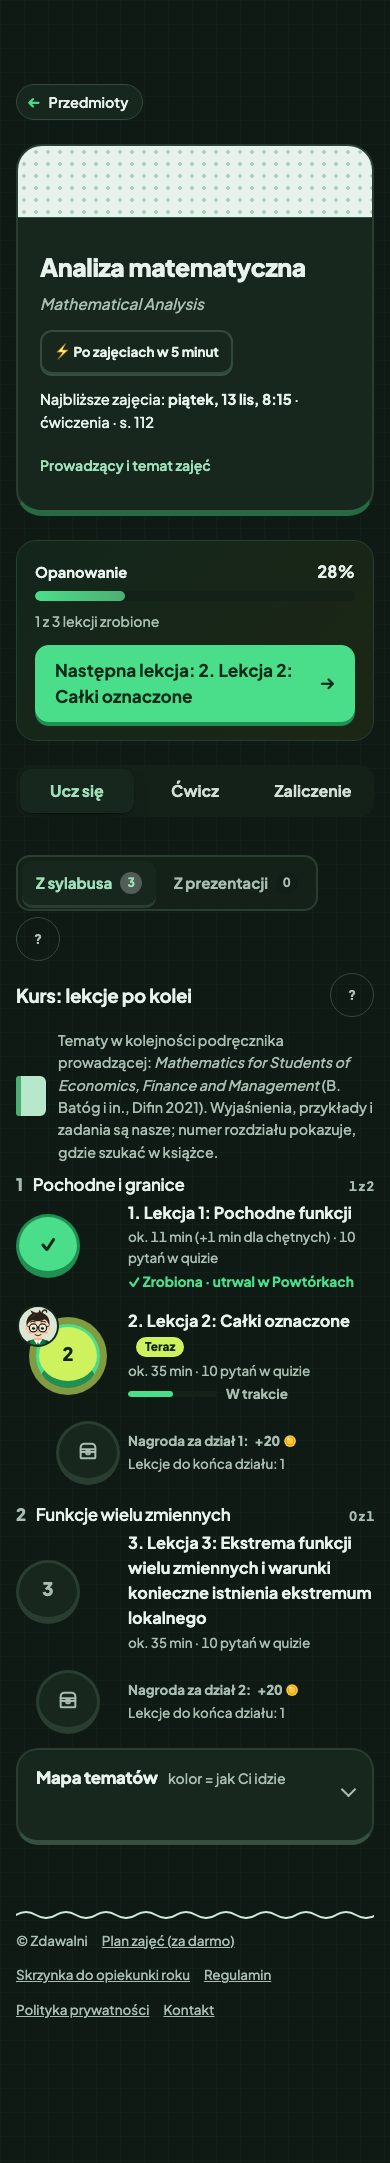 ← Przedmioty
Analiza matematyczna
Mathematical Analysis
⚡ Po zajęciach w 5 minut
Najbliższe zajęcia: piątek, 13 lis, 8:15 ·
ćwiczenia · s. 112
Prowadzący i temat zajęć
Opanowanie 28%
1 z 3 lekcji zrobione
Następna lekcja: 2. Lekcja 2:
Całki oznaczone →
Ucz się Ćwicz Zaliczenie
Z sylabusa 3 Z prezentacji 0
?
Kurs: lekcje po kolei ?
Tematy w kolejności podręcznika
prowadzącej: Mathematics for Students of
Economics, Finance and Management (B.
Batóg i in., Difin 2021). Wyjaśnienia, przykłady i
zadania są nasze; numer rozdziału pokazuje,
gdzie szukać w książce.
1 Pochodne i granice 1z2
1. Lekcja 1: Pochodne funkcji
ok. 11 min (+1 min dla chętnych) · 10
pytań w quizie
✓ Zrobiona · utrwal w Powtórkach
2. Lekcja 2: Całki oznaczone
Teraz
2
ok. 35 min · 10 pytań w quizie
W trakcie
Nagroda za dział 1: +20
Lekcje do końca działu: 1
2 Funkcje wielu zmiennych 0z1
3. Lekcja 3: Ekstrema funkcji
wielu zmiennych i warunki
konieczne istnienia ekstremum
lokalnego
3
ok. 35 min · 10 pytań w quizie
Nagroda za dział 2: +20
Lekcje do końca działu: 1
Mapa tematów kolor = jak Ci idzie
© Zdawalni Plan zajęć (za darmo)
Skrzynka do opiekunki roku Regulamin
Polityka prywatności Kontakt